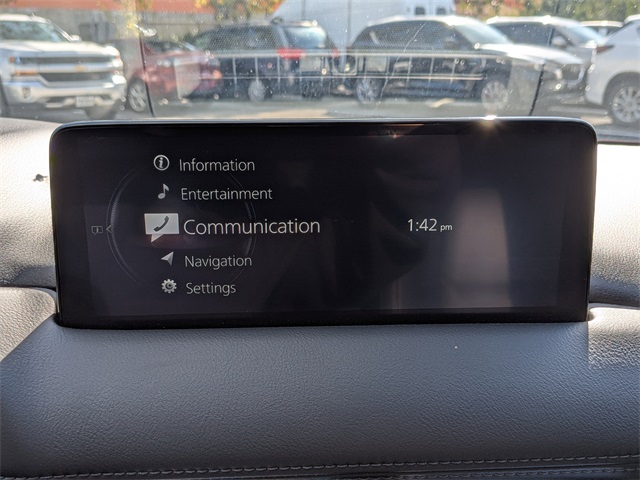 Information
Entertainment
Communication
1:42 pm
Navigation
Settings